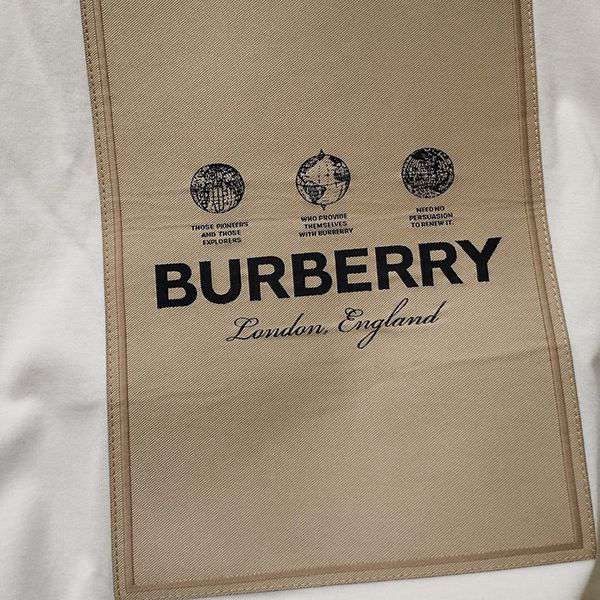 THOSE PIONEERS
AND THOSE
EXPLORERS
WHO PROVIDE
THEMSELVES
WITH BURBERRY
NEED NO
PERSUASION
TO RENEW IT.
BURBERRY
London, England